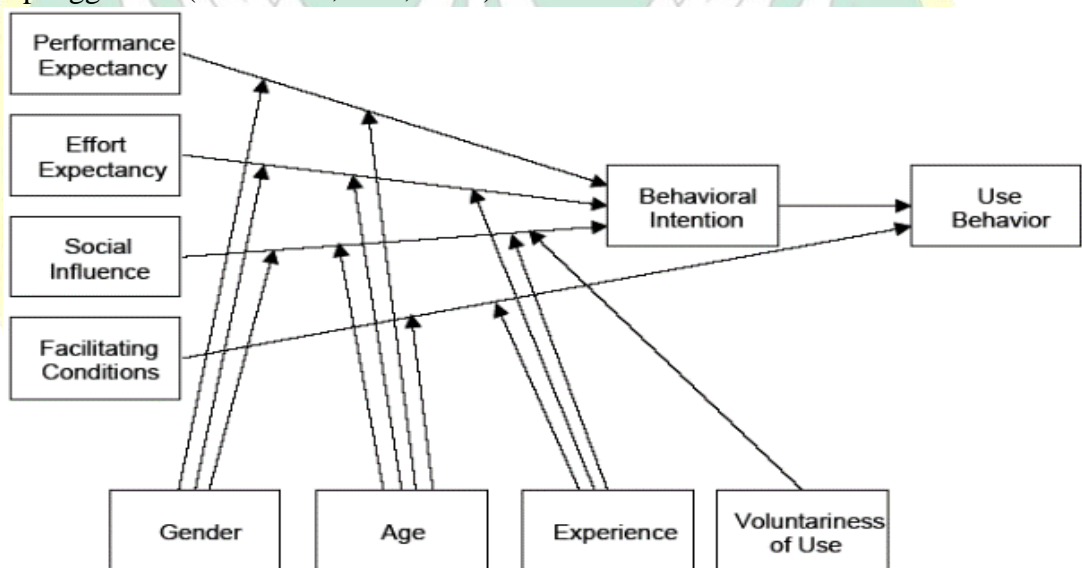 Performance
Expectancy
Effort
Expectancy
Social
Influence
Facilitating
Conditions
Behavioral
Intention
Use
Behavior
Gender
Age
Experience
Voluntariness
of Use